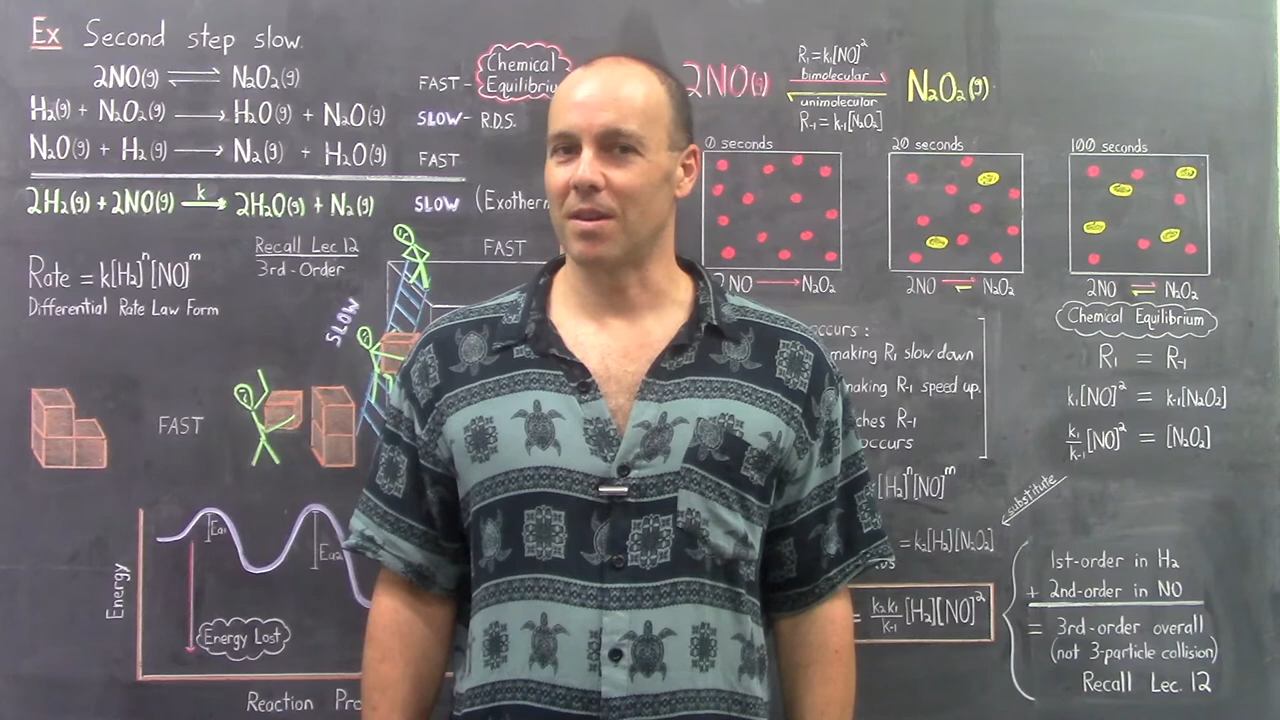 Ex Second step slow.
2NO(g) ⇌ N₂O₂(g) FAST -
Chemical
H₂(g) + N₂O₂(g) ⟶ H₂O(g) + N₂O(g) SLOW - R.D.S.
N₂O(g) + H₂(g) ⟶ N₂(g) + H₂O(g) FAST
2H₂(g) + 2NO(g) k⟶ 2H₂O(g) + N₂(g) SLOW
Rate = k[H₂]ⁿ[NO]ᵐ
Differential Rate Law Form
Recall Lec 12
3rd-Order
FAST
SLOW
FAST
Energy
Ea1
Ea2
Energy Lost
Reaction
2NO(g) ⇌ N₂O₂(g)
R₁ = k₁[NO]²
bimolecular
unimolecular
R₋₁ = k₋₁[N₂O₂]
0 seconds
2NO ⟶ N₂O₂
20 seconds
2NO ⇌ N₂O₂
100 seconds
2NO ⇌ N₂O₂
Chemical Equilibrium
R₁ = R₋₁
k₁[NO]² = k₋₁[N₂O₂]
k₁/k₋₁ [NO]² = [N₂O₂]
occurs :
making R₁ slow down
making R₋₁ speed up.
R₋₁
occurs
[H₂]ⁿ[NO]ᵐ
substitute
= k₂[H₂][N₂O₂]
= k₂k₁/k₋₁ [H₂][NO]²
1st-order in H₂
+ 2nd-order in NO
= 3rd-order overall
(not 3-particle collision)
Recall Lec. 12